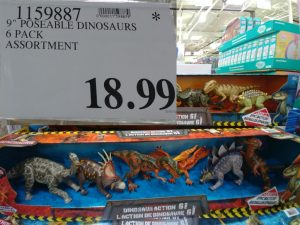 1159887 *
9" POSEABLE DINOSAURS
6 PACK
ASSORTMENT
18.99
DINOSAUR ACTION 6!
L'ACTION DE DINOSAURE 6!